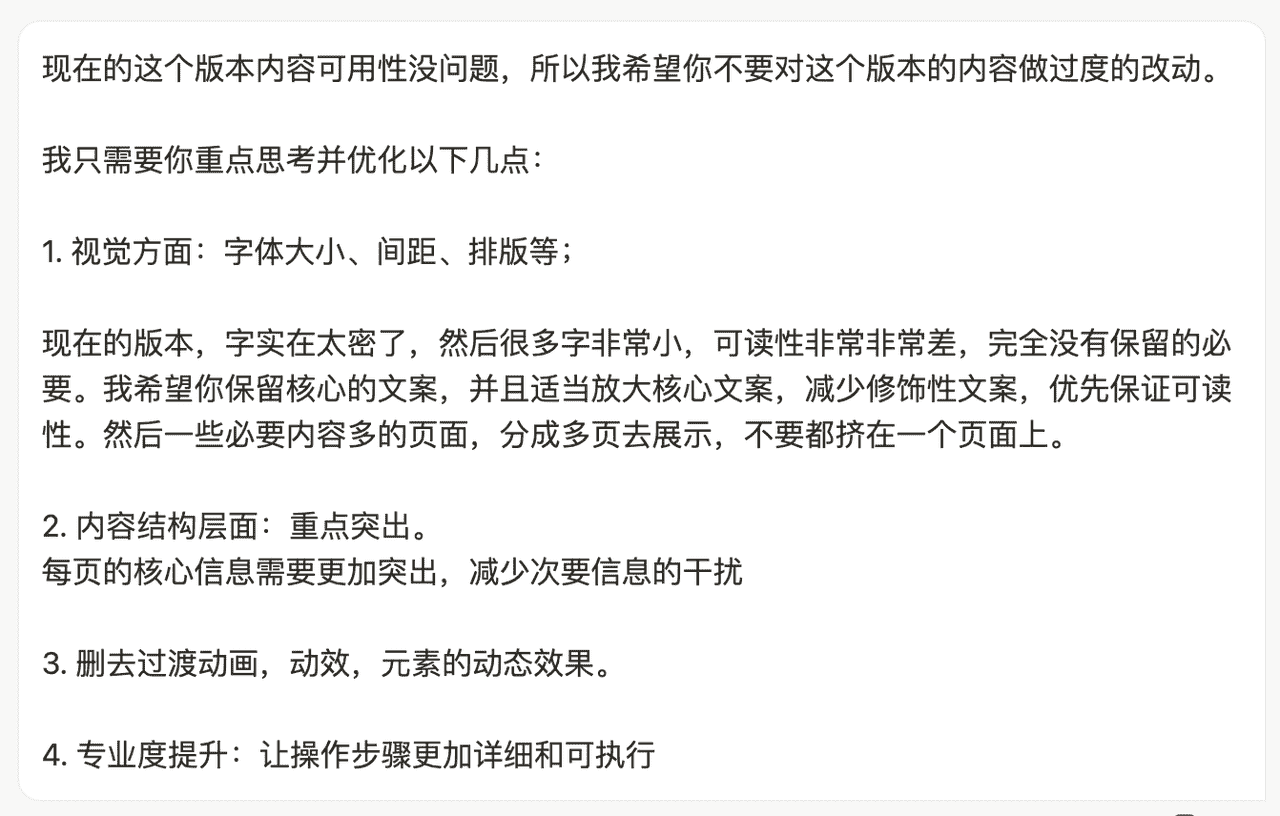 现在的这个版本内容可用性没问题，所以我希望你不要对这个版本的内容做过度的改动。
我只需要你重点思考并优化以下几点：
1. 视觉方面：字体大小、间距、排版等；
现在的版本，字实在太密了，然后很多字非常小，可读性非常非常差，完全没有保留的必
要。我希望你保留核心的文案，并且适当放大核心文案，减少修饰性文案，优先保证可读
性。然后一些必要内容多的页面，分成多页去展示，不要都挤在一个页面上。
2. 内容结构层面：重点突出。
每页的核心信息需要更加突出，减少次要信息的干扰
3. 删去过渡动画，动效，元素的动态效果。
4. 专业度提升：让操作步骤更加详细和可执行